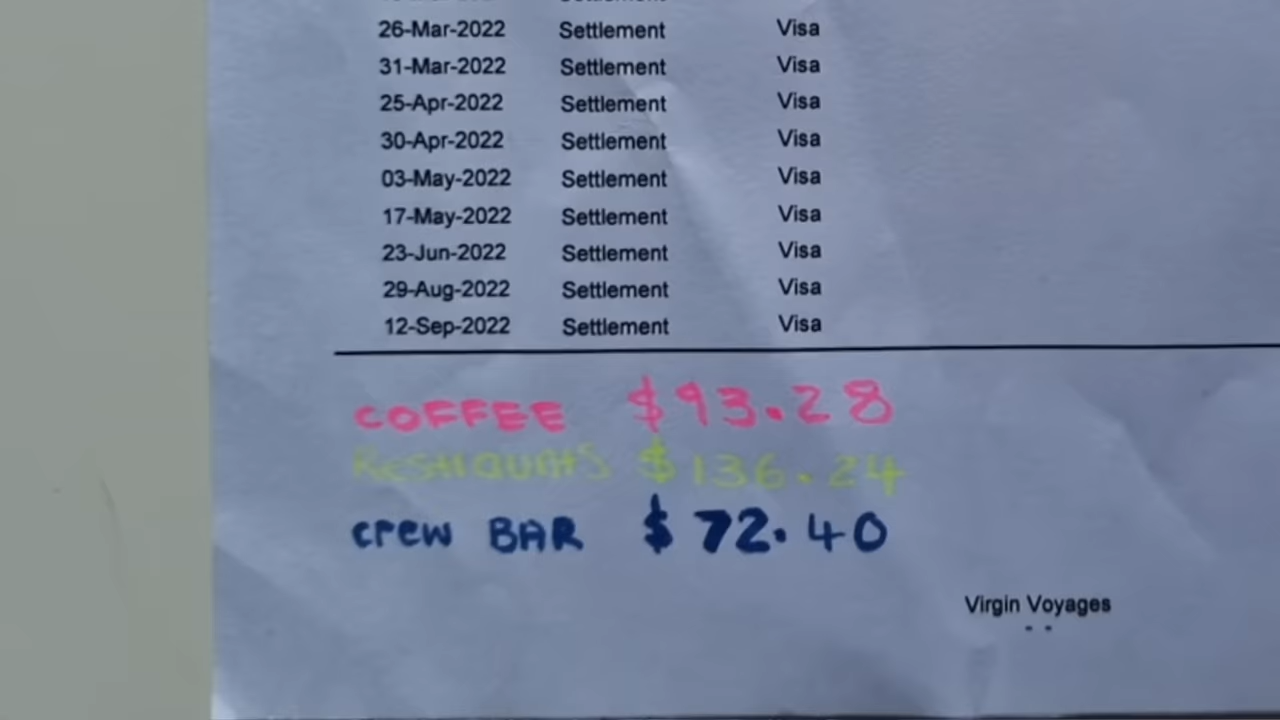 26-Mar-2022 Settlement Visa
31-Mar-2022 Settlement Visa
25-Apr-2022 Settlement Visa
30-Apr-2022 Settlement Visa
03-May-2022 Settlement Visa
17-May-2022 Settlement Visa
23-Jun-2022 Settlement Visa
29-Aug-2022 Settlement Visa
12-Sep-2022 Settlement Visa
COFFEE $93.28
$136.24
crew BAR $72.40
Virgin Voyages